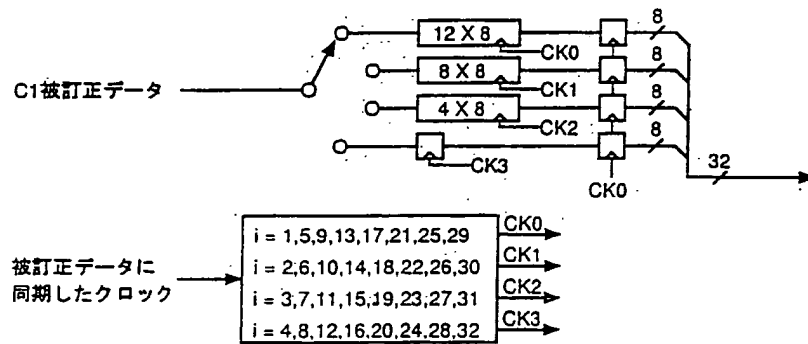 12 X 8
8
CK0
C1被訂正データ
8 X 8
8
CK1
4 X 8
8
CK2
8
CK3
CK0
32
被訂正データに
同期したクロック
i = 1,5,9,13,17,21,25,29
CK0
i = 2,6,10,14,18,22,26,30
CK1
i = 3,7,11,15,19,23,27,31
CK2
i = 4,8,12,16,20,24,28,32
CK3